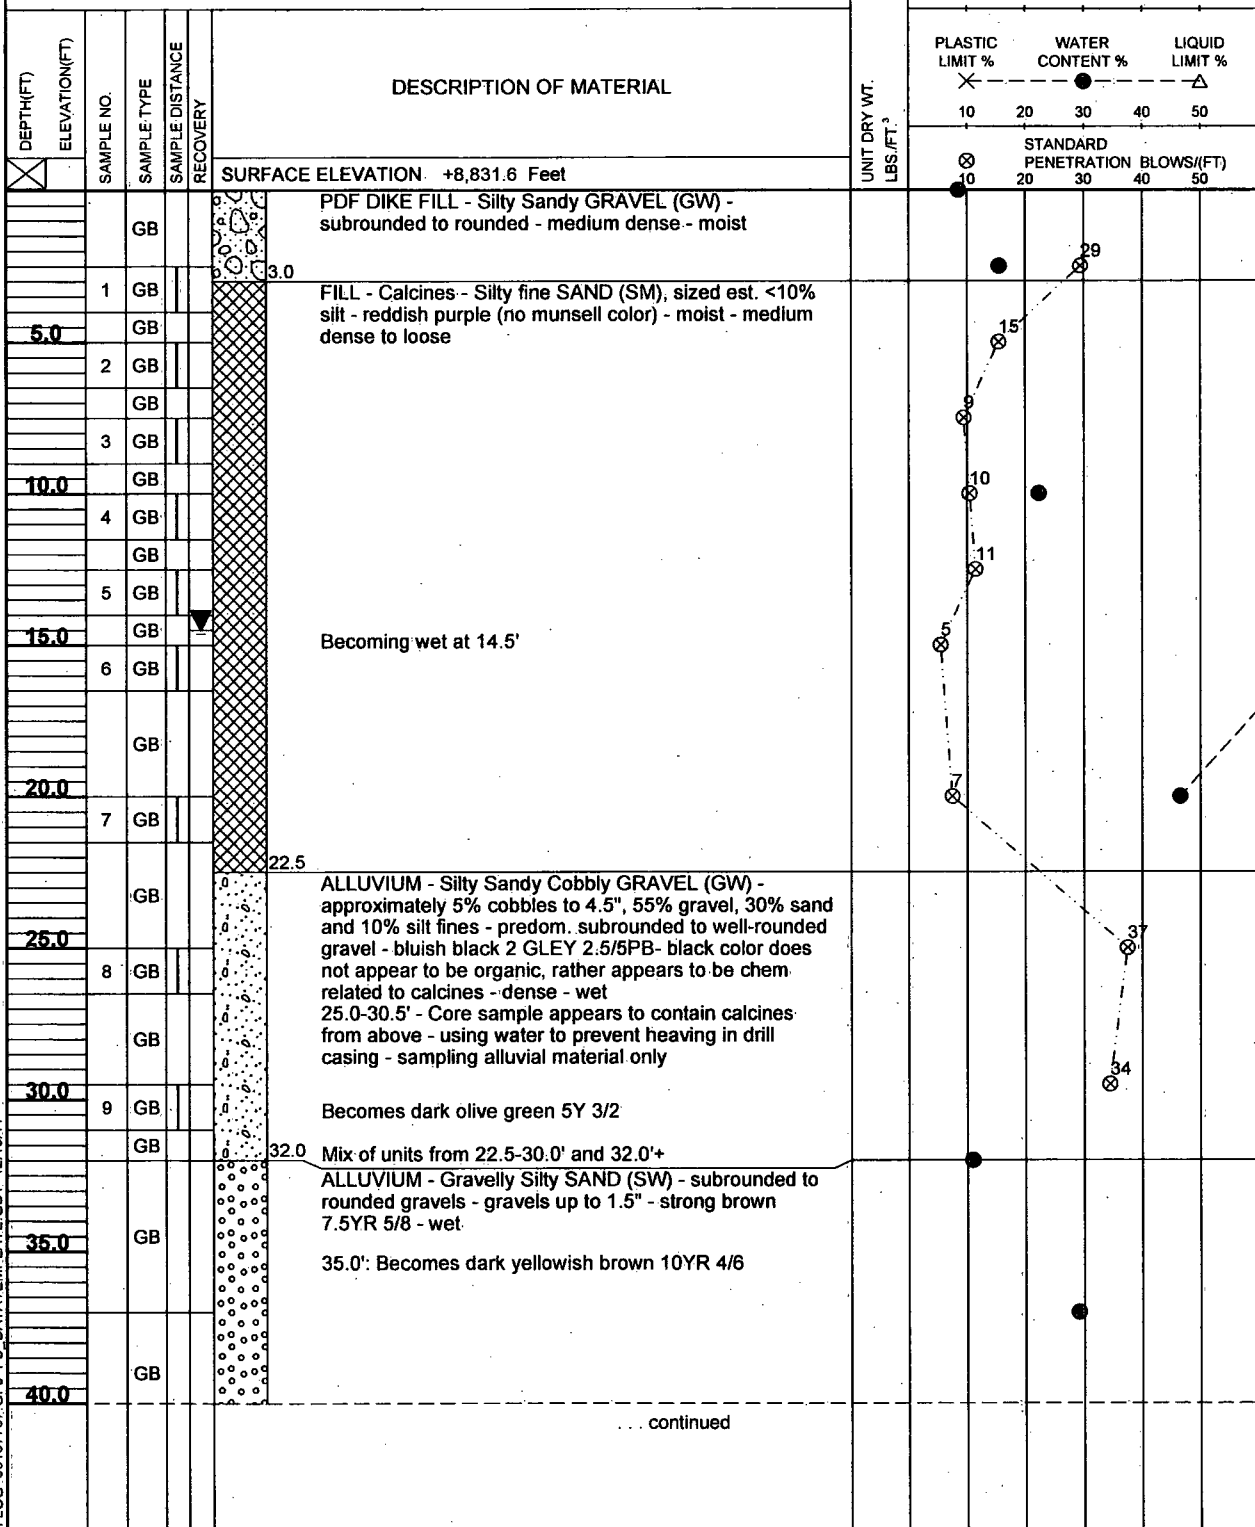 DEPTH(FT)
ELEVATION(FT)
SAMPLE NO.
SAMPLE TYPE
SAMPLE DISTANCE
RECOVERY
DESCRIPTION OF MATERIAL
SURFACE ELEVATION +8,831.6 Feet
UNIT DRY WT.
LBS./FT.³
PLASTIC WATER LIQUID
LIMIT % CONTENT % LIMIT %
10 20 30 40 50
STANDARD
PENETRATION BLOWS/(FT)
10 20 30 40 50
PDF DIKE FILL - Silty Sandy GRAVEL (GW) -
GB subrounded to rounded - medium dense - moist
29
3.0
1 GB FILL - Calcines - Silty fine SAND (SM), sized est. <10%
silt - reddish purple (no munsell color) - moist - medium
5.0 GB dense to loose 15
2 GB
GB 9
3 GB
10.0 GB 10
4 GB
GB 11
5 GB
15.0 GB Becoming wet at 14.5' 5
6 GB
GB
20.0 7
7 GB
22.5
ALLUVIUM - Silty Sandy Cobbly GRAVEL (GW) -
GB approximately 5% cobbles to 4.5", 55% gravel, 30% sand
and 10% silt fines - predom. subrounded to well-rounded
25.0 gravel - bluish black 2 GLEY 2.5/5PB- black color does 37
8 GB not appear to be organic, rather appears to be chem
related to calcines - dense - wet
25.0-30.5' - Core sample appears to contain calcines
GB from above - using water to prevent heaving in drill
casing - sampling alluvial material only
30.0 34
9 GB Becomes dark olive green 5Y 3/2
GB 32.0 Mix of units from 22.5-30.0' and 32.0'+
ALLUVIUM - Gravelly Silty SAND (SW) - subrounded to
rounded gravels - gravels up to 1.5" - strong brown
7.5YR 5/8 - wet
35.0 GB
35.0': Becomes dark yellowish brown 10YR 4/6
GB
40.0
. . . continued